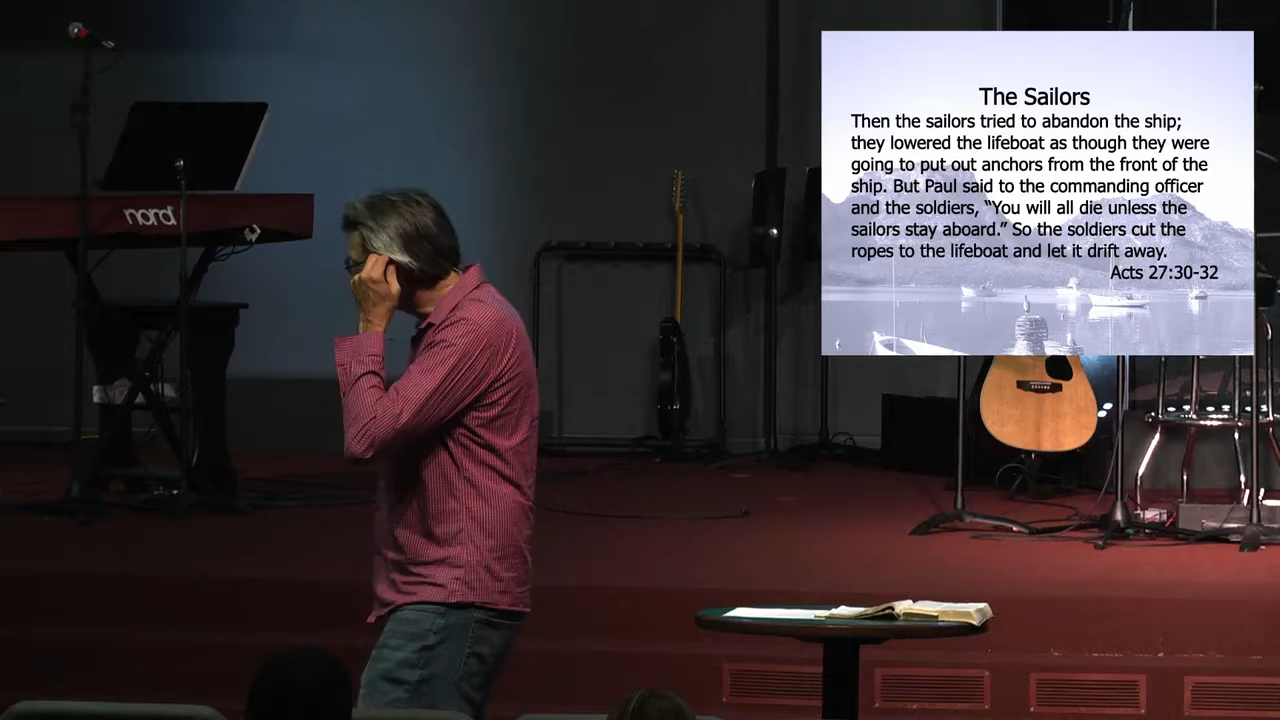 nord
The Sailors
Then the sailors tried to abandon the ship;
they lowered the lifeboat as though they were
going to put out anchors from the front of the
ship. But Paul said to the commanding officer
and the soldiers, “You will all die unless the
sailors stay aboard.” So the soldiers cut the
ropes to the lifeboat and let it drift away.
Acts 27:30-32